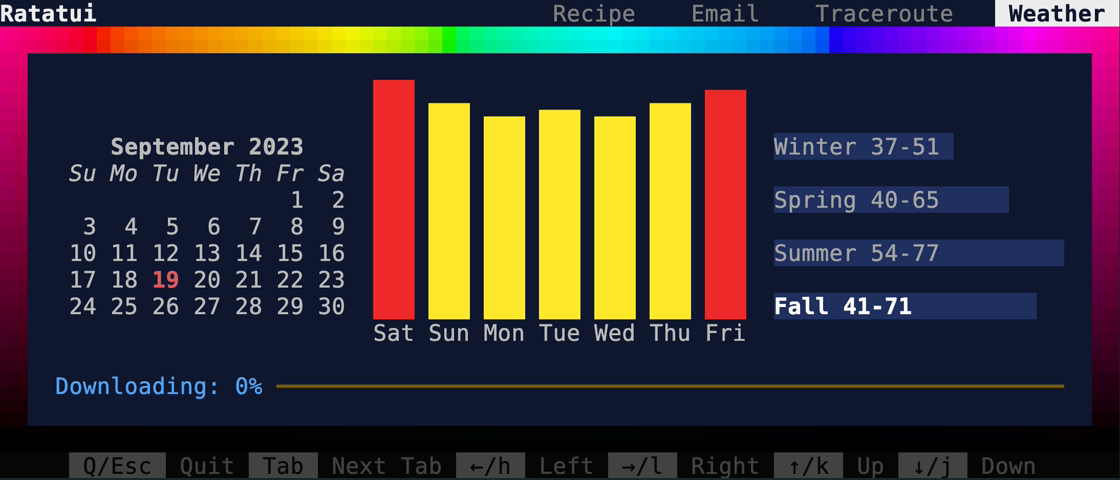 Ratatui Recipe Email Traceroute Weather
September 2023
Su Mo Tu We Th Fr Sa
1 2
3 4 5 6 7 8 9
10 11 12 13 14 15 16
17 18 19 20 21 22 23
24 25 26 27 28 29 30
Sat Sun Mon Tue Wed Thu Fri
Winter 37-51
Spring 40-65
Summer 54-77
Fall 41-71
Downloading: 0%
Q/Esc Quit Tab Next Tab ←/h Left →/l Right ↑/k Up ↓/j Down